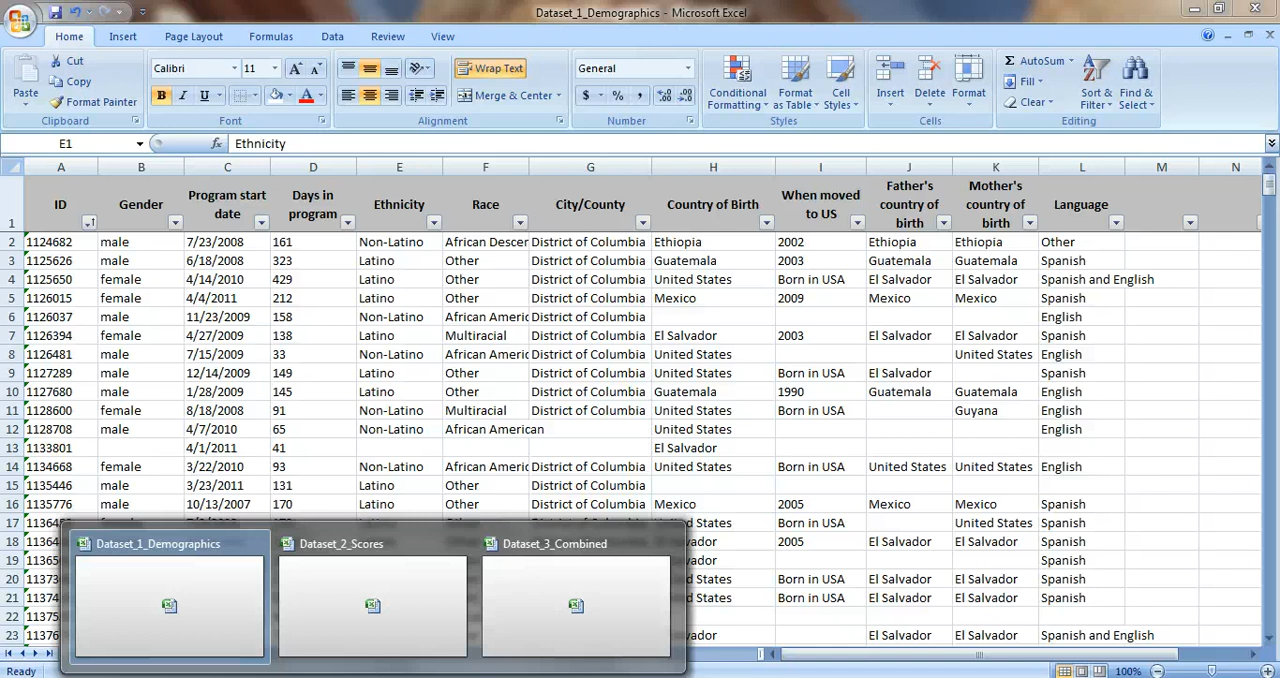 Dataset_1_Demographics - Microsoft Excel
Home Insert Page Layout Formulas Data Review View
Paste Cut Copy Format Painter Clipboard
Calibri 11 B I U A Font
Wrap Text Merge & Center Alignment
General $ % , Number
Conditional Formatting Format as Table Cell Styles Styles
Insert Delete Format Cells
AutoSum Fill Clear Sort & Filter Find & Select Editing
E1 fx Ethnicity
A B C D E F G H I J K L M N
1 ID Gender Program start date Days in program Ethnicity Race City/County Country of Birth When moved to US Father's country of birth Mother's country of birth Language
2 1124682 male 7/23/2008 161 Non-Latino African Descen District of Columbia Ethiopia 2002 Ethiopia Ethiopia Other
3 1125626 male 6/18/2008 323 Latino Other District of Columbia Guatemala 2003 Guatemala Guatemala Spanish
4 1125650 female 4/14/2010 429 Latino Other District of Columbia United States Born in USA El Salvador El Salvador Spanish and English
5 1126015 male 4/4/2011 212 Latino Other District of Columbia Mexico 2009 Mexico Mexico Spanish
6 1126037 male 11/23/2009 158 Non-Latino African Americ District of Columbia English
7 1126394 female 4/27/2009 138 Latino Multiracial District of Columbia El Salvador 2003 El Salvador El Salvador Spanish
8 1126481 male 7/15/2009 33 Non-Latino African Americ District of Columbia United States United States English
9 1127289 male 12/14/2009 149 Latino Other District of Columbia United States Born in USA El Salvador Spanish
10 1127680 male 1/28/2009 145 Latino Other District of Columbia Guatemala 1990 Guatemala Guatemala English
11 1128600 female 8/18/2008 91 Non-Latino Multiracial District of Columbia United States Born in USA Guyana English
12 1128708 male 4/7/2010 65 Non-Latino African American United States English
13 1133801 4/1/2011 41 El Salvador
14 1134668 female 3/22/2010 93 Non-Latino African Americ District of Columbia United States Born in USA United States United States English
15 1135446 male 3/23/2011 131 Latino Other District of Columbia
16 1135776 male 10/13/2007 170 Latino Other District of Columbia Mexico 2005 Mexico Mexico Spanish
17 States Born in USA United States Spanish
18 2005 El Salvador El Salvador Spanish
19 Spanish
20 States Born in USA El Salvador El Salvador Spanish
21 States Born in USA El Salvador El Salvador Spanish
22
23 El Salvador El Salvador Spanish and English
Dataset_1_Demographics Dataset_2_Scores Dataset_3_Combined
Ready 100%